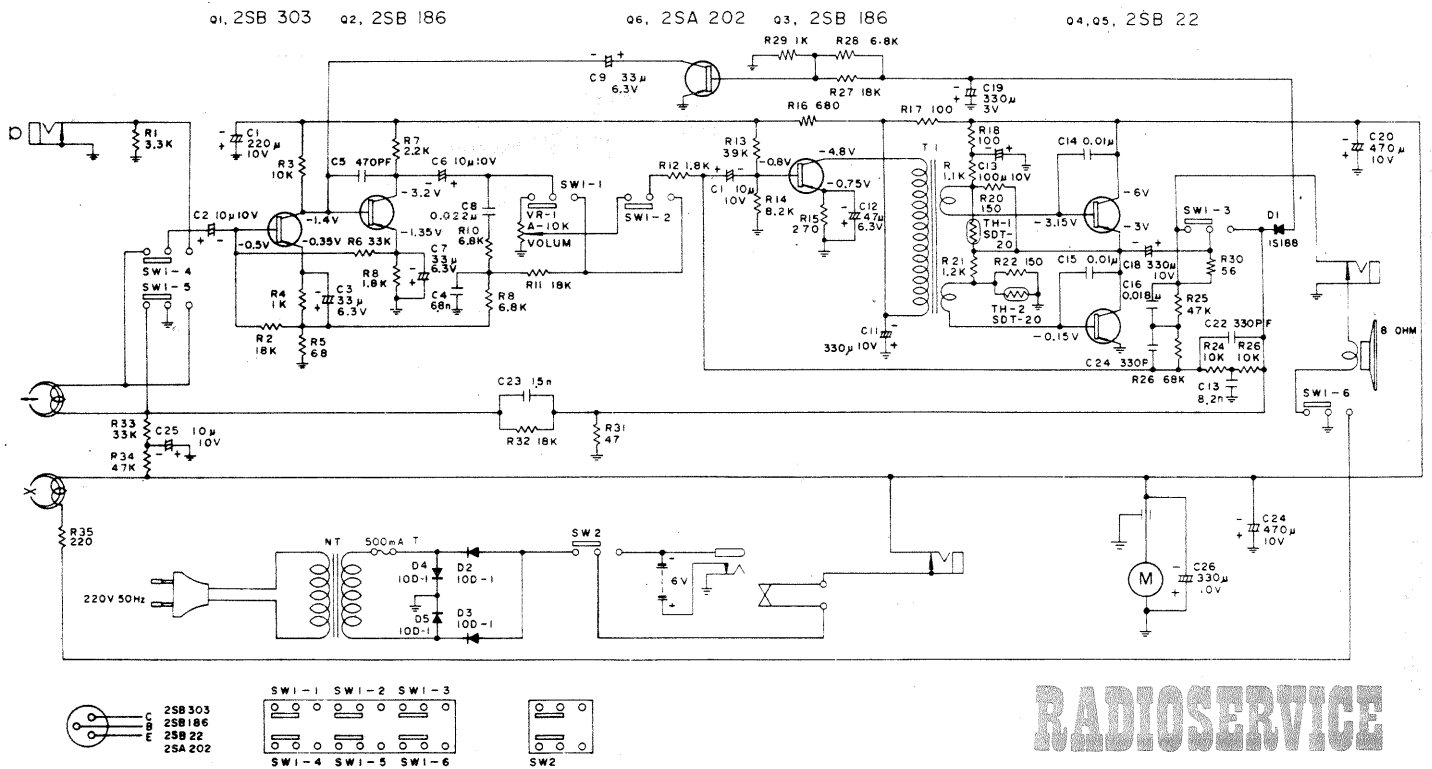 Q1, 2SB 303 Q2, 2SB 186 Q6, 2SA 202 Q3, 2SB 186 Q4,Q5, 2SB 22
R29 1K R28 6.8K
C9 33µ
6.3V
R27 18K
C19
330µ
3V
R16 680
R17 100
R1
3.3K
C1
220µ
10V
R3
10K
C5 470PF
R7
2.2K
C6 10µ10V
R13
39K
-4.8V
T1
R18
100
C13
100µ10V
C14 0.01µ
C20
470µ
10V
R12 1.8K
-0.8V
R
1.1K
SW1-1
-3.2V
C1 10µ
10V
-0.75V
R20
150
-6V
C2 10µ10V
-1.4V
C8
0.022µ
VR-1
A-10K
VOLUM
SW1-2
R14
8.2K
R15
270
C12
47µ
6.3V
TH-1
SDT-
20
-3.15V
-3V
SW1-3
D1
1S188
-0.5V
-0.35V
-1.35V
R10
6.8K
R6 33K
C7
33µ
6.3V
R8
1.8K
SW1-4
SW1-5
R21
1.2K
R22 150
C15 0.01µ
C18 330µ
10V
R30
56
R4
1K
C3
33µ
6.3V
C4
68n
R11 18K
R8
6.8K
TH-2
SDT-20
C16
0.018µ
R25
47K
R2
18K
R5
68
C11
330µ 10V
-0.15V
C22 330PF
8 OHM
C24 330P
R24
10K
R26
10K
R26 68K
C13
8.2n
C23 15n
SW1-6
R33
33K
C25 10µ
10V
R32 18K
R31
47
R34
47K
R35
220
NT
500mA T
SW2
C24
470µ
10V
D4
10D-1
D2
10D-1
6V
M
C26
330µ
10V
220V 50Hz
D5
10D-1
D3
10D-1
SW1-1 SW1-2 SW1-3
C 2SB303
B 2SB186
E 2SB22
2SA202
SW1-4 SW1-5 SW1-6
SW2
RADIOSERVICE